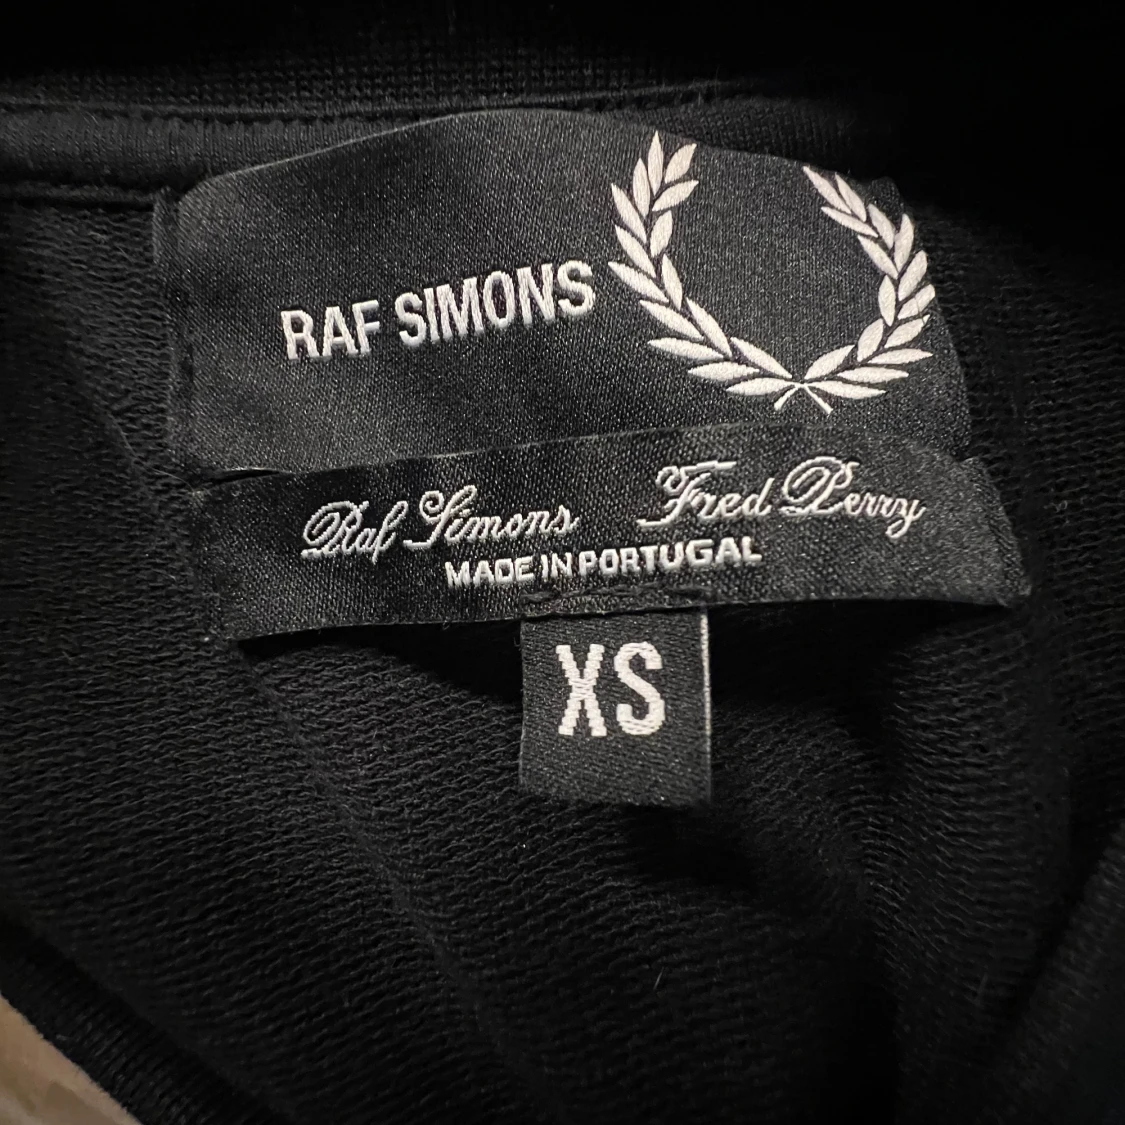 RAF SIMONS
Raf Simons Fred Perry
MADE IN PORTUGAL
XS